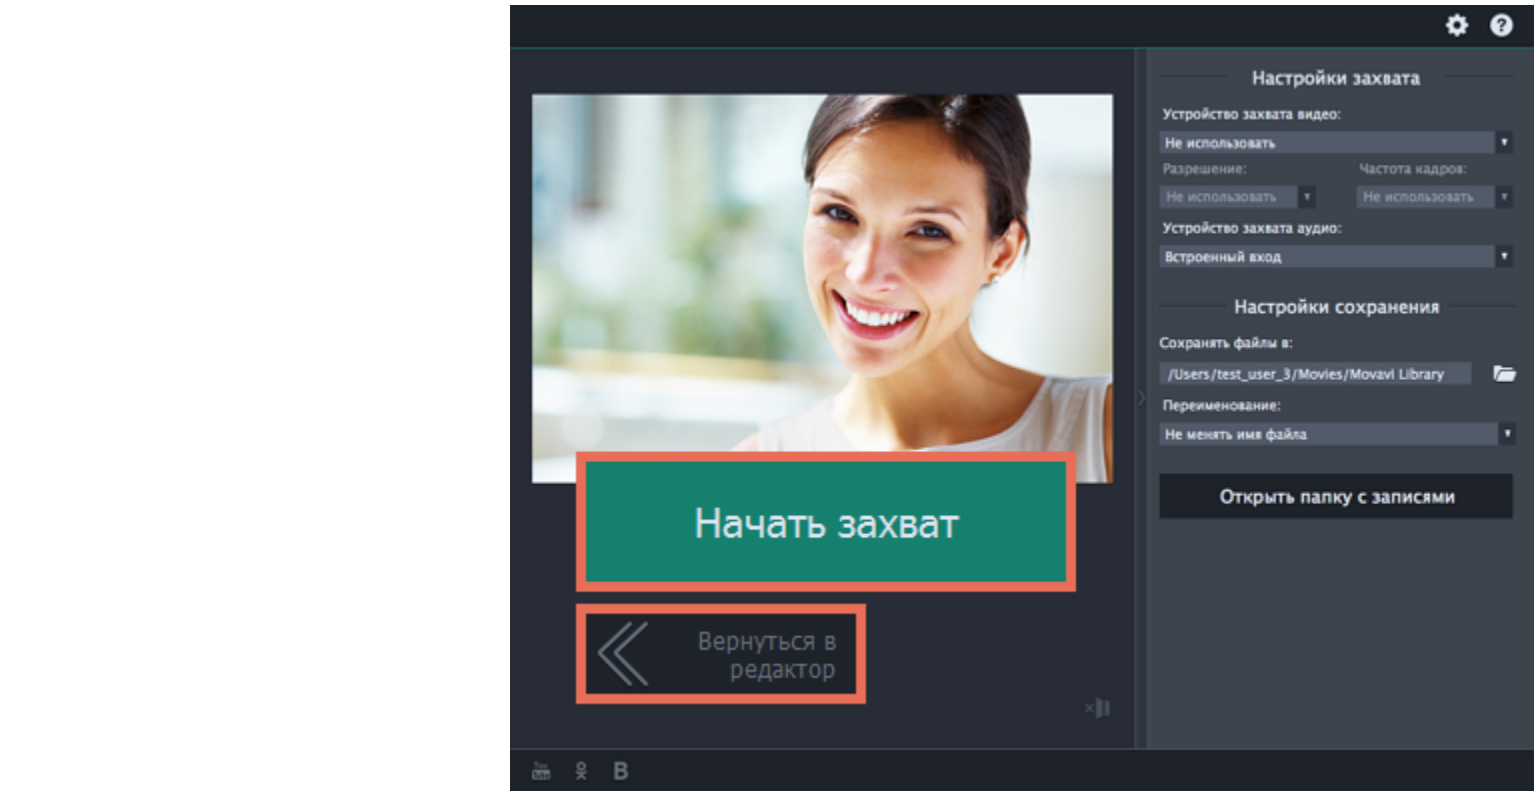 Настройки захвата
Устройство захвата видео:
Не использовать
Разрешение: Частота кадров:
Не использовать Не использовать
Устройство захвата аудио:
Встроенный вход
Настройки сохранения
Сохранять файлы в:
/Users/test_user_3/Movies/Movavi Library
Переименование:
Не менять имя файла
Открыть папку с записями
Начать захват
Вернуться в
редактор
You
Tube
B